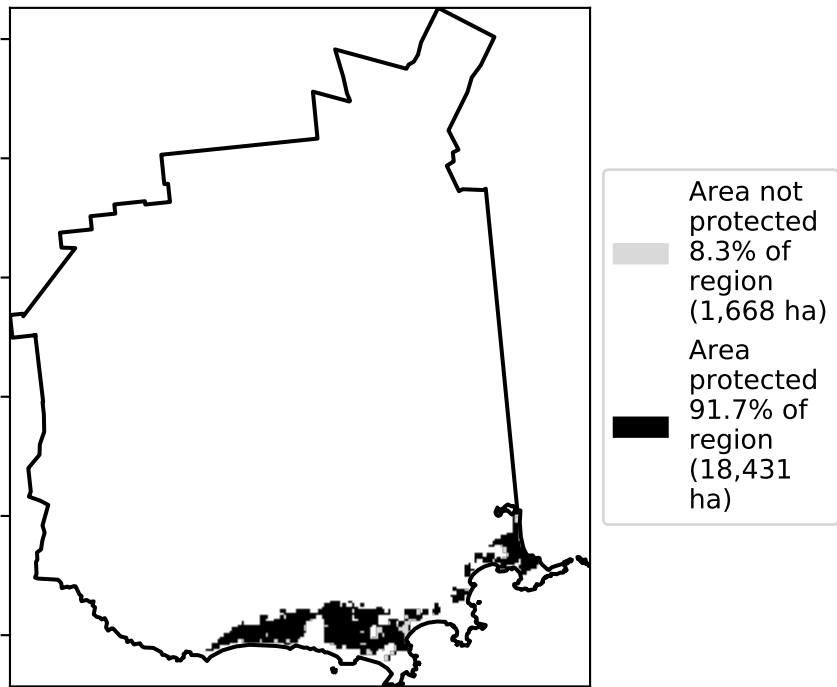 Area not
protected
8.3% of
region
(1,668 ha)
Area
protected
91.7% of
region
(18,431
ha)